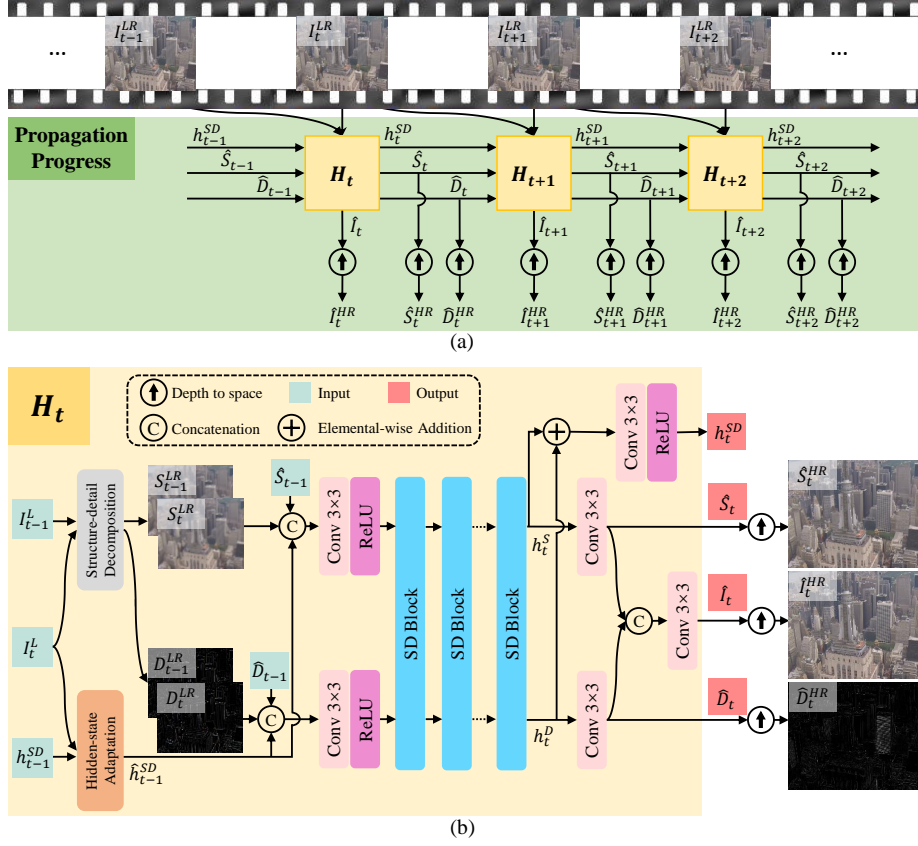 ... I_{t-1}^{LR} I_t^{LR} I_{t+1}^{LR} I_{t+2}^{LR} ...
Propagation
Progress
h_{t-1}^{SD} h_t^{SD} h_{t+1}^{SD} h_{t+2}^{SD}
Ŝ_{t-1} Ŝ_t Ŝ_{t+1} Ŝ_{t+2}
H_t H_{t+1} H_{t+2}
D̂_{t-1} D̂_t D̂_{t+1} D̂_{t+2}
Î_t Î_{t+1} Î_{t+2}
Î_t^{HR} Ŝ_t^{HR} D̂_t^{HR} Î_{t+1}^{HR} Ŝ_{t+1}^{HR} D̂_{t+1}^{HR} Î_{t+2}^{HR} Ŝ_{t+2}^{HR} D̂_{t+2}^{HR}
(a)
H_t
Depth to space
Input
Output
C Concatenation
Elemental-wise Addition
I_{t-1}^L
I_t^L
h_{t-1}^{SD}
Structure-detail
Decomposition
Hidden-state
Adaptation
ĥ_{t-1}^{SD}
S_{t-1}^{LR}
S_t^{LR}
D_{t-1}^{LR}
D_t^{LR}
Ŝ_{t-1}
D̂_{t-1}
C
C
Conv 3×3
ReLU
Conv 3×3
ReLU
SD Block
SD Block
SD Block
h_t^S
h_t^D
Conv 3×3
ReLU
h_t^{SD}
Conv 3×3
Conv 3×3
C
Conv 3×3
Ŝ_t
Î_t
D̂_t
Ŝ_t^{HR}
Î_t^{HR}
D̂_t^{HR}
(b)